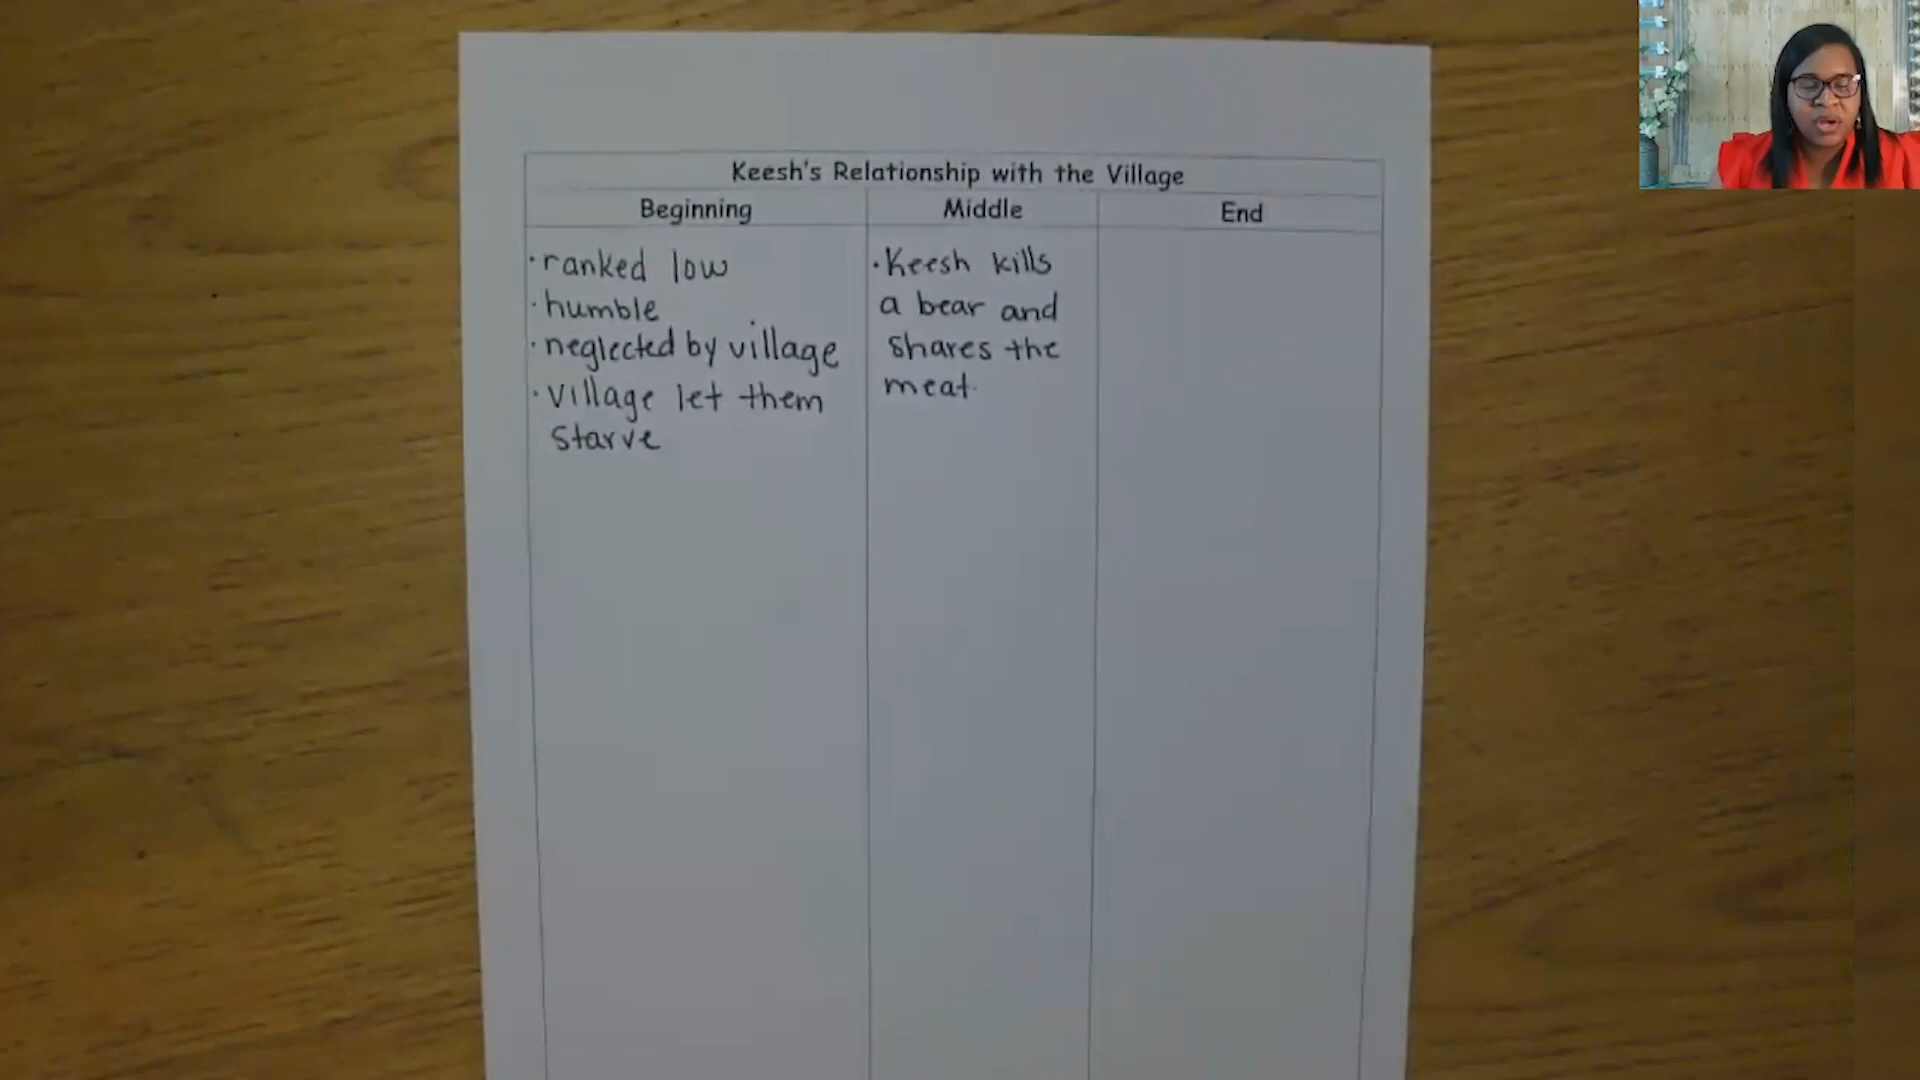 Keesh's Relationship with the Village
Beginning
Middle
End
·ranked low
·humble
·neglected by village
·village let them
starve
·Keesh kills
a bear and
shares the
meat.